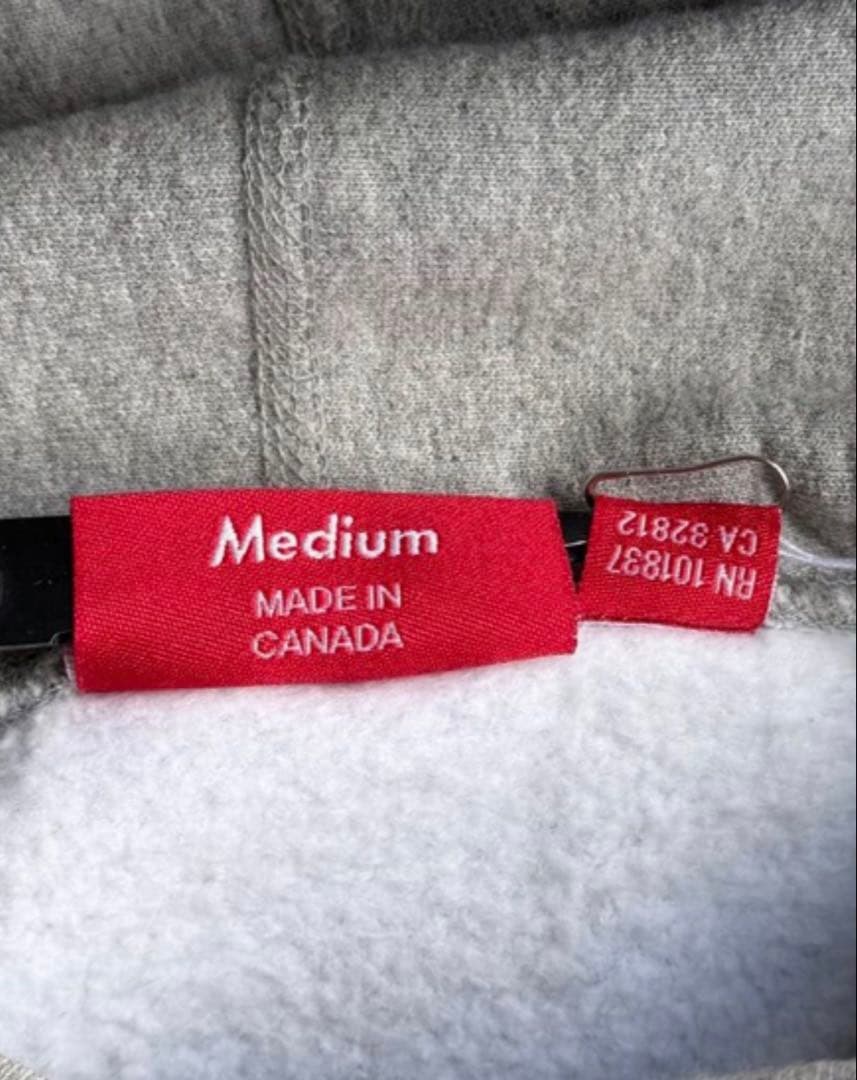 Medium
MADE IN
CANADA
RN 101837
CA 32812